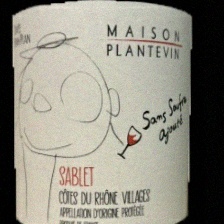 MAISON
PLANTEVIN
Sans Soufre
ajouté
SABLET
CÔTES DU RHÔNE VILLAGES
APPELLATION D'ORIGINE PROTÉGÉE